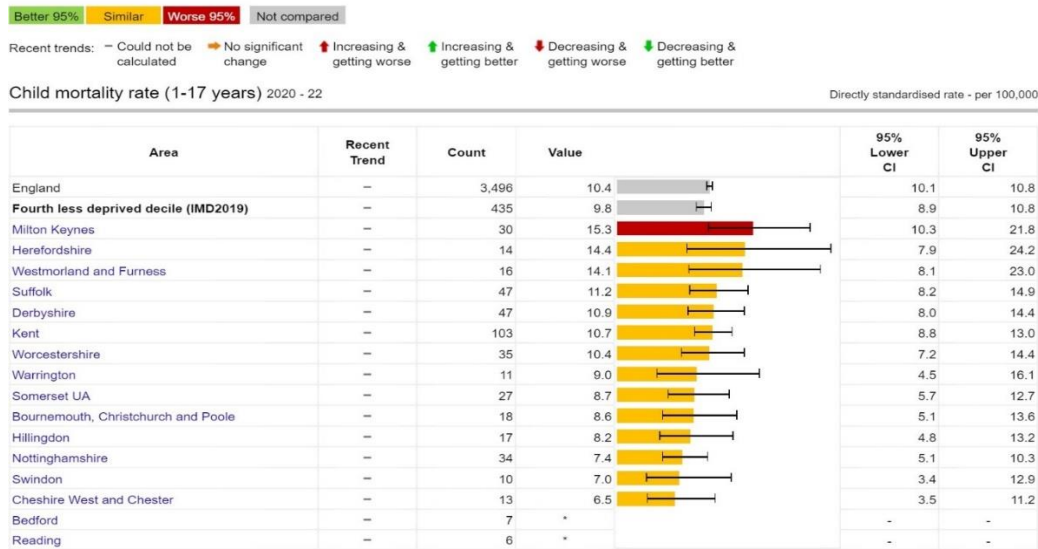 Better 95% Similar Worse 95% Not compared
Recent trends: – Could not be calculated No significant change Increasing & getting worse Increasing & getting better Decreasing & getting worse Decreasing & getting better
Child mortality rate (1-17 years) 2020 - 22 Directly standardised rate - per 100,000
Area Recent Trend Count Value 95% Lower CI 95% Upper CI
England – 3,496 10.4 10.1 10.8
Fourth less deprived decile (IMD2019) – 435 9.8 8.9 10.8
Milton Keynes – 30 15.3 10.3 21.8
Herefordshire – 14 14.4 7.9 24.2
Westmorland and Furness – 16 14.1 8.1 23.0
Suffolk – 47 11.2 8.2 14.9
Derbyshire – 47 10.9 8.0 14.4
Kent – 103 10.7 8.8 13.0
Worcestershire – 35 10.4 7.2 14.4
Warrington – 11 9.0 4.5 16.1
Somerset UA – 27 8.7 5.7 12.7
Bournemouth, Christchurch and Poole – 18 8.6 5.1 13.6
Hillingdon – 17 8.2 4.8 13.2
Nottinghamshire – 34 7.4 5.1 10.3
Swindon – 10 7.0 3.4 12.9
Cheshire West and Chester – 13 6.5 3.5 11.2
Bedford – 7 * - -
Reading – 6 * - -